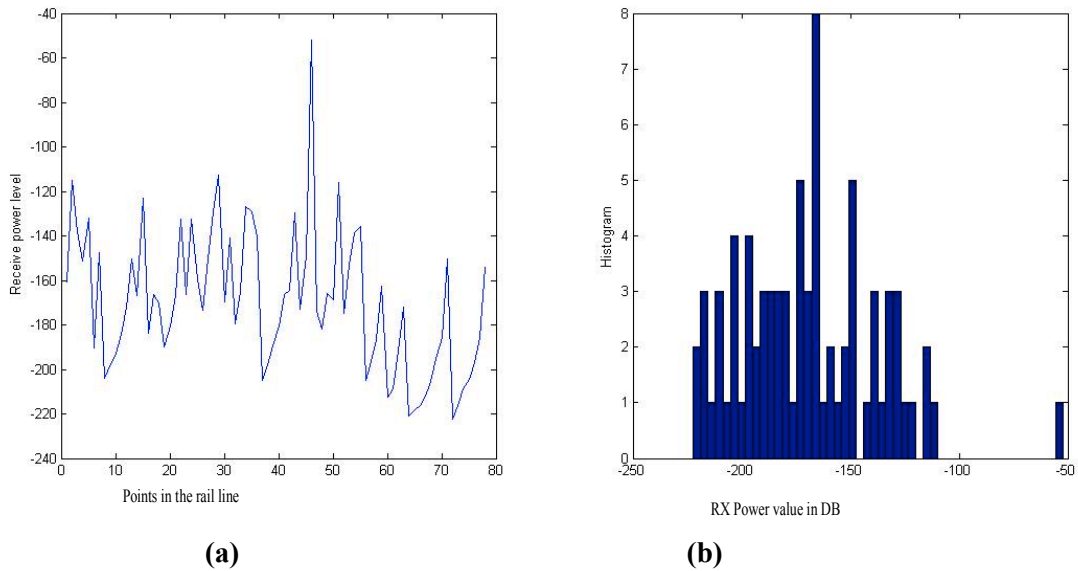 -40
-60
-80
-100
-120
-140
-160
-180
-200
-220
-240
Receive power level
0 10 20 30 40 50 60 70 80
Points in the rail line
(a)
8
7
6
5
4
3
2
1
0
Histogram
-250 -200 -150 -100 -50
RX Power value in DB
(b)